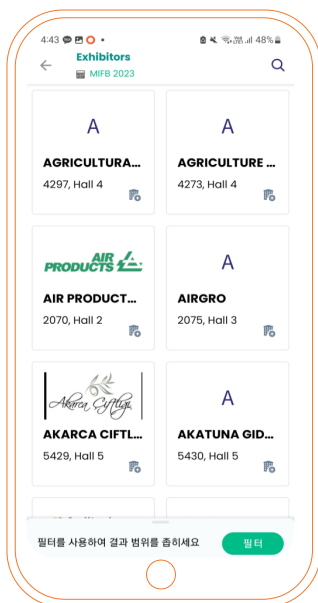 4:43
48%
Exhibitors
MIFB 2023
A
A
AGRICULTURA...
AGRICULTURE ...
4297, Hall 4
4273, Hall 4
AIR
PRODUCTS
A
AIR PRODUCT...
AIRGRO
2070, Hall 2
2075, Hall 3
Akarca Çiftliği
A
AKARCA CIFTL...
AKATUNA GID...
5429, Hall 5
5430, Hall 5
필터를 사용하여 결과 범위를 좁히세요
필터